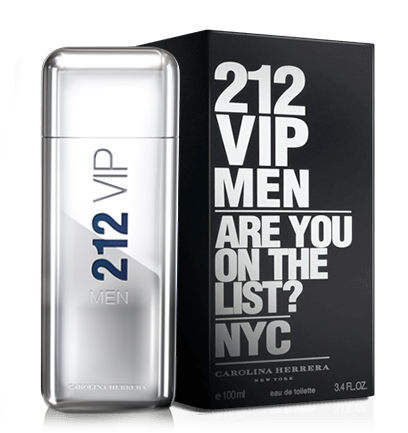 212 VIP
MEN
CAROLINA HERRERA
212
VIP
MEN
ARE YOU
ON THE
LIST?
NYC
CAROLINA HERRERA
NEW YORK
e 100ml
eau de toilette
3.4 FL.OZ.